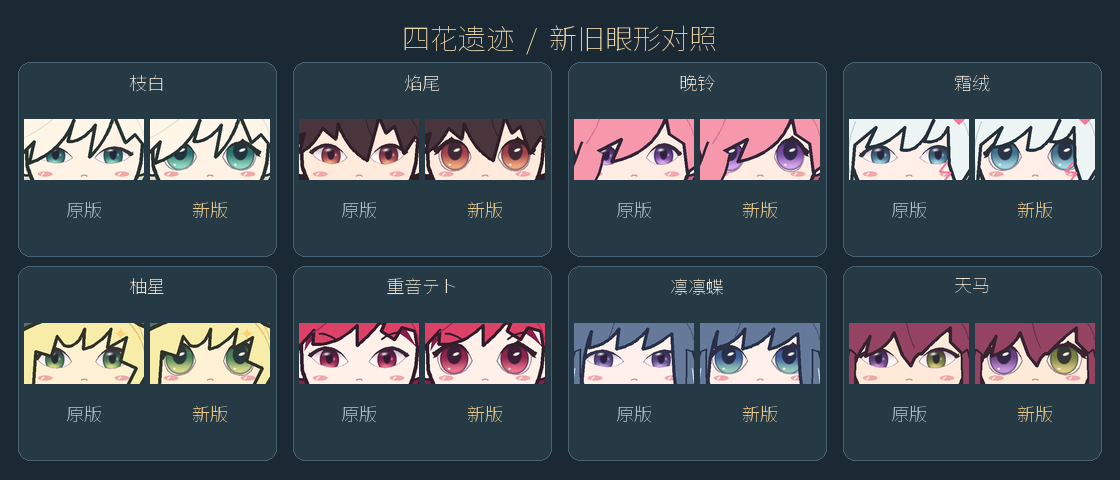 四花遗迹 / 新旧眼形对照
枝白
焰尾
晚铃
霜绒
原版 新版
原版 新版
原版 新版
原版 新版
柚星
重音テト
凛凛蝶
天马
原版 新版
原版 新版
原版 新版
原版 新版